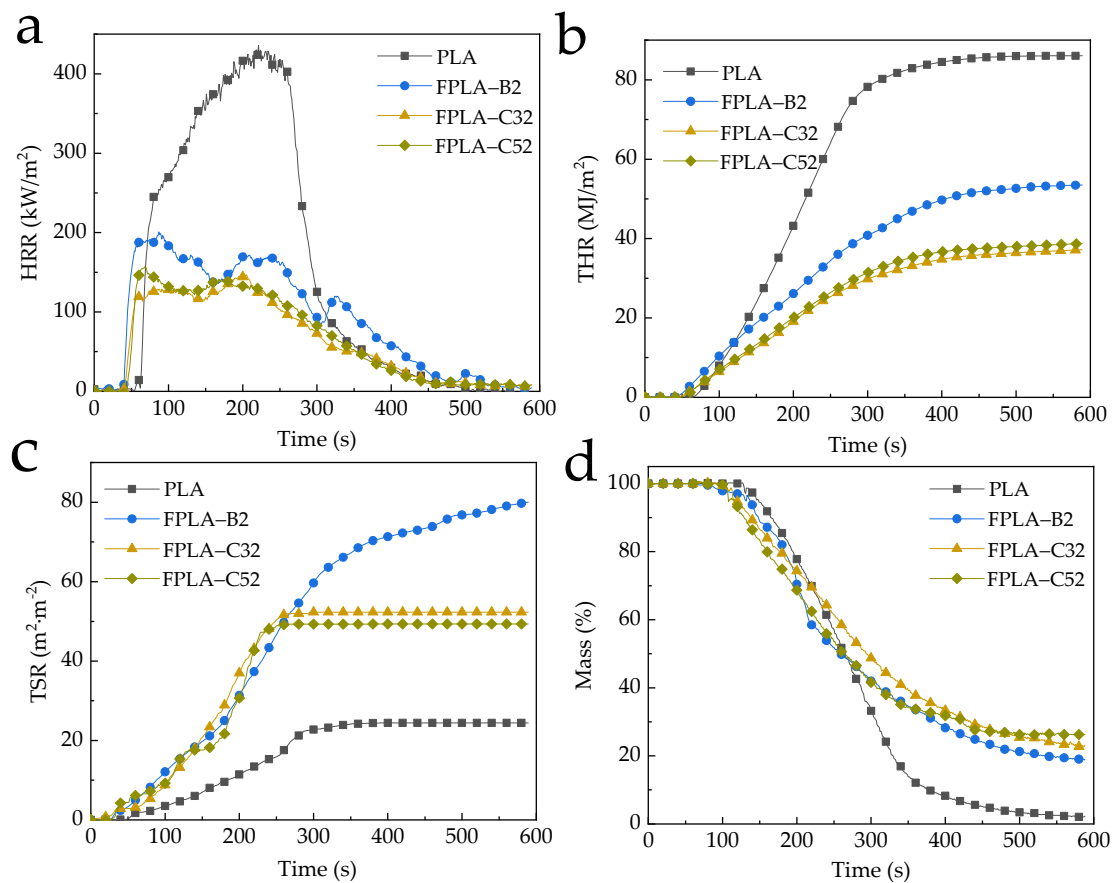 a
HRR (kW/m²)
400
300
200
100
0
0 100 200 300 400 500 600
Time (s)
PLA
FPLA–B2
FPLA–C32
FPLA–C52
b
THR (MJ/m²)
80
60
40
20
0
0 100 200 300 400 500 600
Time (s)
PLA
FPLA–B2
FPLA–C32
FPLA–C52
c
TSR (m²·m⁻²)
80
60
40
20
0
0 100 200 300 400 500 600
Time (s)
PLA
FPLA–B2
FPLA–C32
FPLA–C52
d
Mass (%)
100
80
60
40
20
0
0 100 200 300 400 500 600
Time (s)
PLA
FPLA–B2
FPLA–C32
FPLA–C52